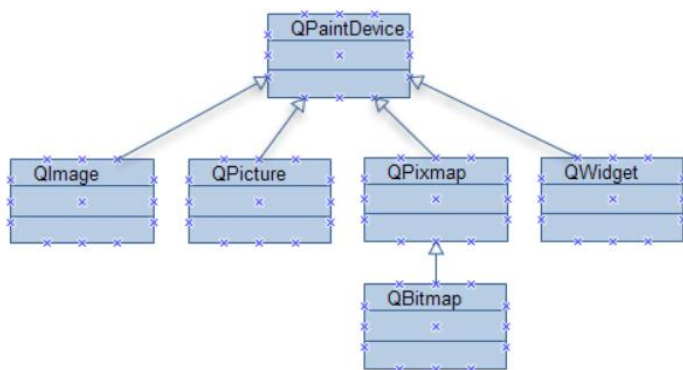 QPaintDevice
QImage
QPicture
QPixmap
QWidget
QBitmap